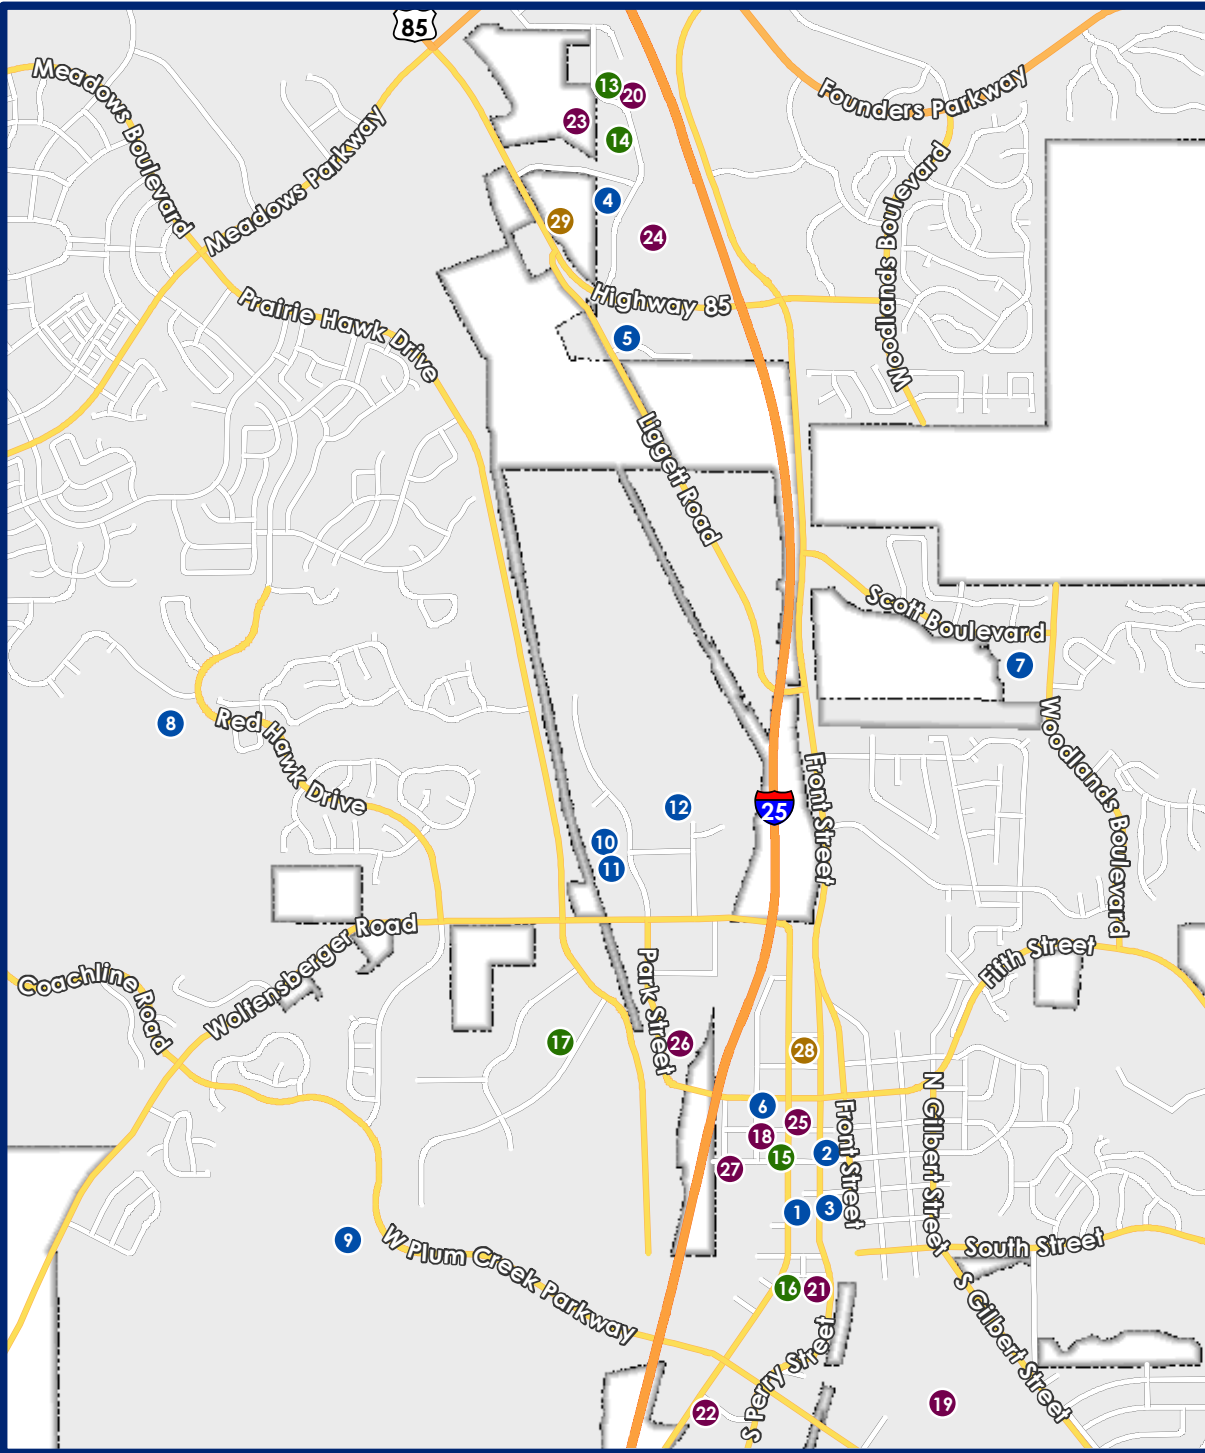 85
Meadows Boulevard
Meadows Parkway
Founders Parkway
13
20
23
14
Woodlands Boulevard
4
29
24
Prairie Hawk Drive
Highway 85
5
Liggett Road
Scott Boulevard
7
8
Red Hawk Drive
Woodlands Boulevard
Front Street
25
12
10
11
Wolfensberger Road
Coachline Road
Fifth Street
Park Street
17
26
28
N Gilbert Street
6
25
Front Street
18
15
2
27
1
3
9
W Plum Creek Parkway
South Street
16
21
S Gilbert Street
S Perry Street
22
19